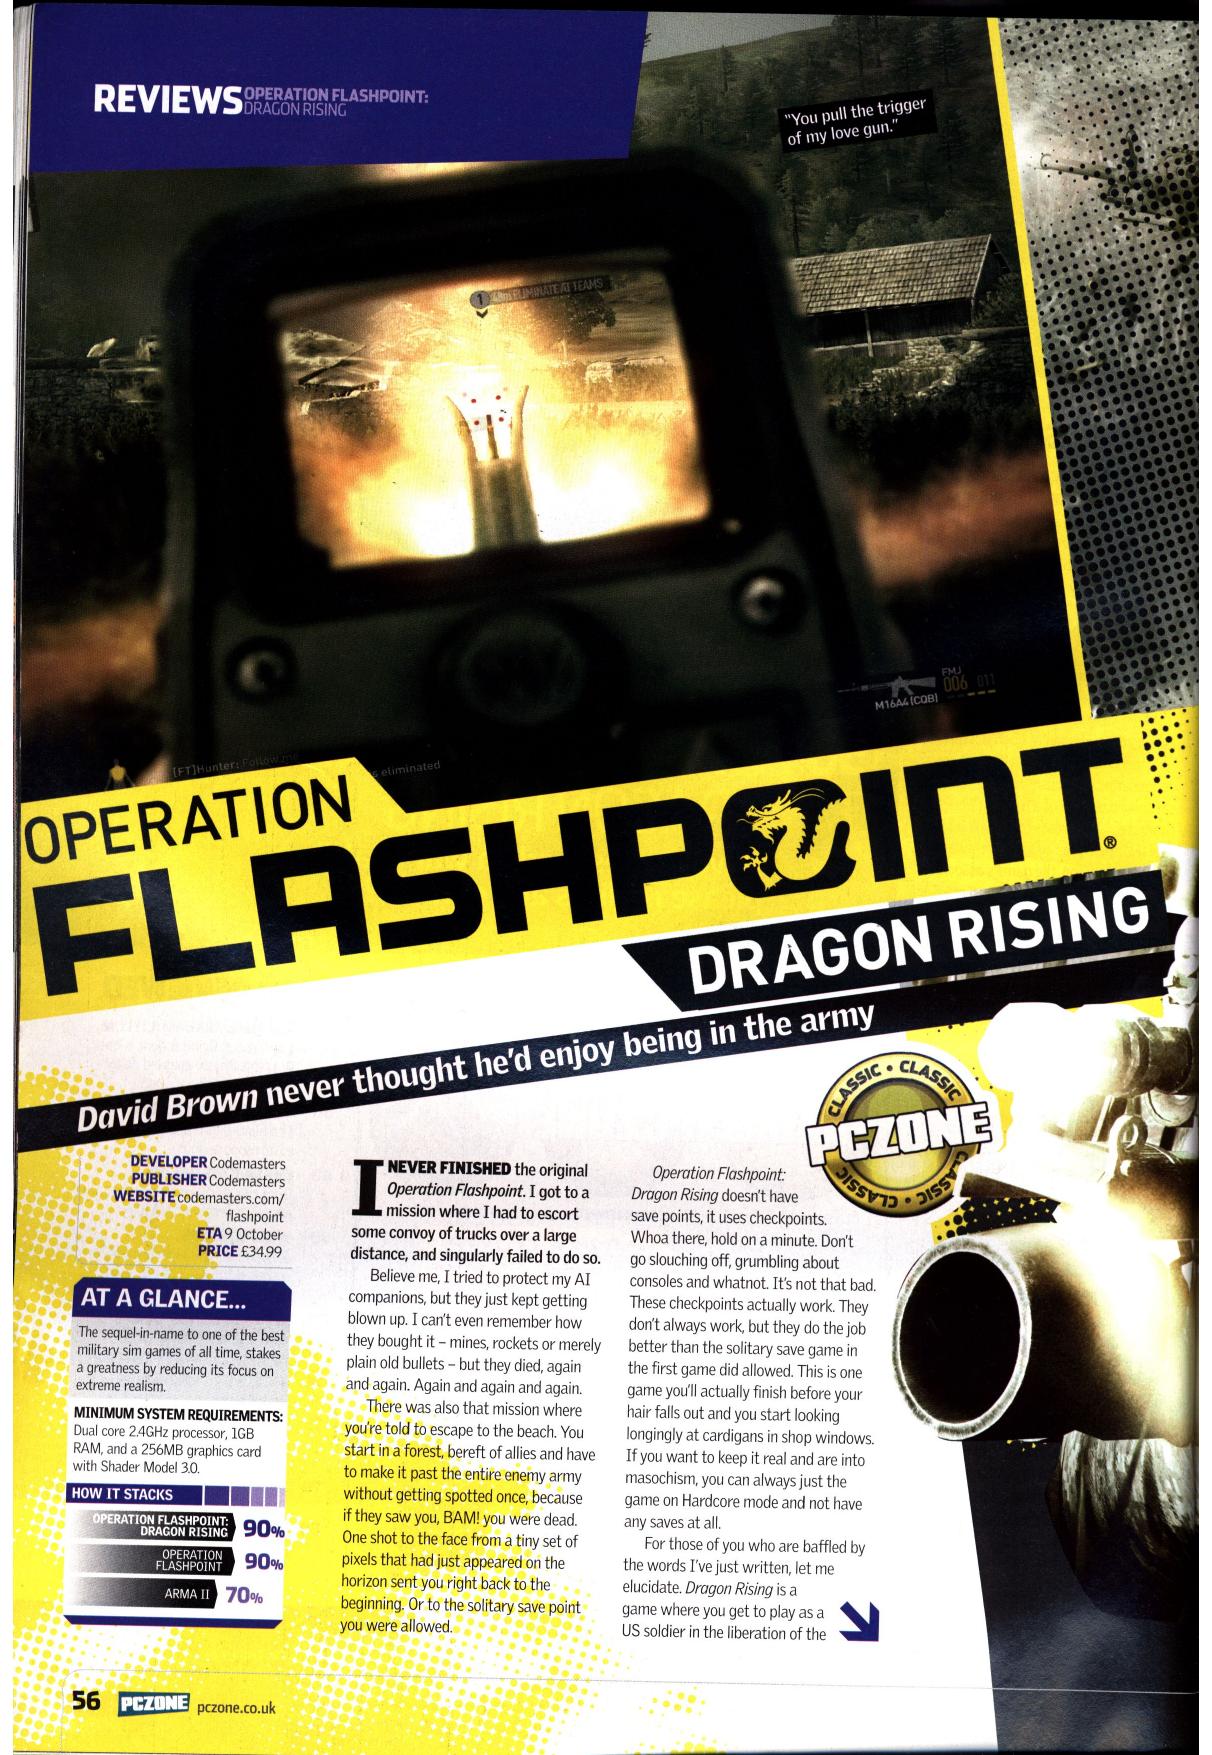 REVIEWS OPERATION FLASHPOINT:
DRAGON RISING
"You pull the trigger
of my love gun."
1 ELIMINATE AT TEAMS
FMJ
006 011
M16A4 [CQB]
[FT]Hunter: Follow me
s eliminated
OPERATION
FLASHPOINT®
DRAGON RISING
David Brown never thought he'd enjoy being in the army
CLASSIC • CLASSIC
PCZONE
CLASSIC • CLASSIC
DEVELOPER Codemasters
PUBLISHER Codemasters
WEBSITE codemasters.com/
flashpoint
ETA 9 October
PRICE £34.99
AT A GLANCE...
The sequel-in-name to one of the best
military sim games of all time, stakes
a greatness by reducing its focus on
extreme realism.
MINIMUM SYSTEM REQUIREMENTS:
Dual core 2.4GHz processor, 1GB
RAM, and a 256MB graphics card
with Shader Model 3.0.
HOW IT STACKS
OPERATION FLASHPOINT:
DRAGON RISING 90%
OPERATION
FLASHPOINT 90%
ARMA II 70%
I NEVER FINISHED the original
Operation Flashpoint. I got to a
mission where I had to escort
some convoy of trucks over a large
distance, and singularly failed to do so.
Believe me, I tried to protect my AI
companions, but they just kept getting
blown up. I can't even remember how
they bought it – mines, rockets or merely
plain old bullets – but they died, again
and again. Again and again and again.
There was also that mission where
you're told to escape to the beach. You
start in a forest, bereft of allies and have
to make it past the entire enemy army
without getting spotted once, because
if they saw you, BAM! you were dead.
One shot to the face from a tiny set of
pixels that had just appeared on the
horizon sent you right back to the
beginning. Or to the solitary save point
you were allowed.
Operation Flashpoint:
Dragon Rising doesn't have
save points, it uses checkpoints.
Whoa there, hold on a minute. Don't
go slouching off, grumbling about
consoles and whatnot. It's not that bad.
These checkpoints actually work. They
don't always work, but they do the job
better than the solitary save game in
the first game did allowed. This is one
game you'll actually finish before your
hair falls out and you start looking
longingly at cardigans in shop windows.
If you want to keep it real and are into
masochism, you can always just the
game on Hardcore mode and not have
any saves at all.
For those of you who are baffled by
the words I've just written, let me
elucidate. Dragon Rising is a
game where you get to play as a
US soldier in the liberation of the
56 PCZONE pczone.co.uk